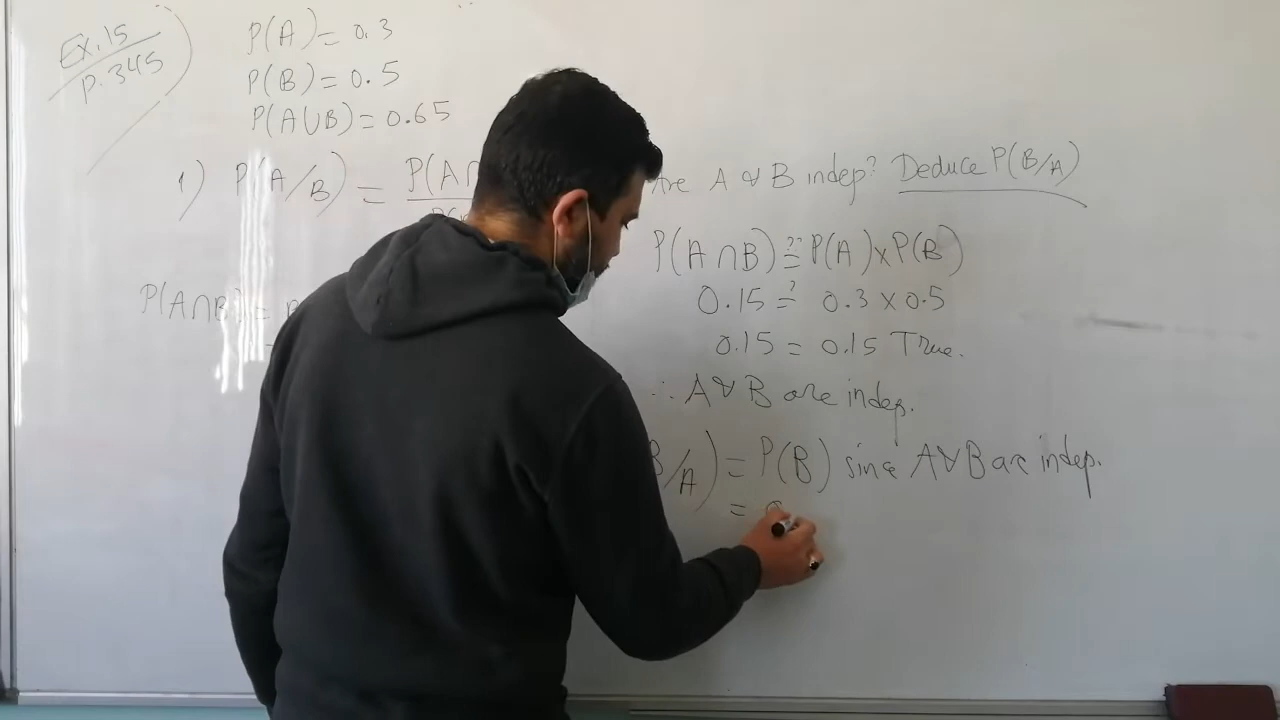 Ex.15
p.345
P(A) = 0.3
P(B) = 0.5
P(A∪B) = 0.65
1) P(A/B) = P(A∩
Are A & B indep? Deduce P(B/A)
P(A∩B) =?? P(A)×P(B)
0.15 =? 0.3 × 0.5
0.15 = 0.15 True.
∴ A & B are indep.
P(A∩B) =
B/A) = P(B) since A & B are indep.
=